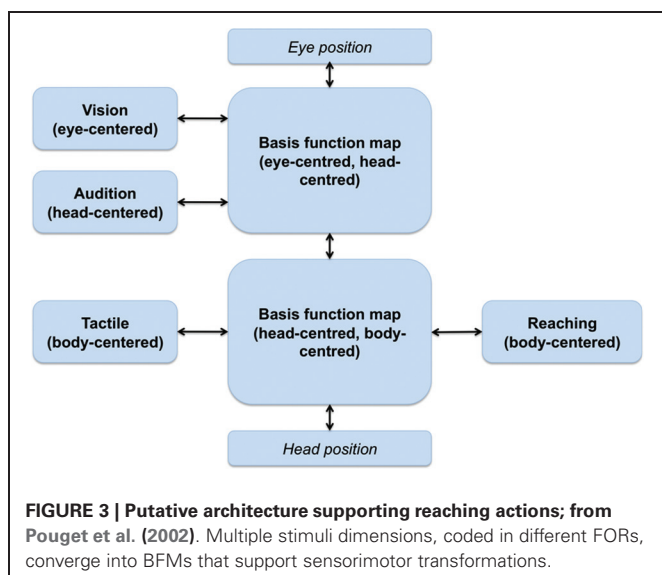 Eye position
Vision
(eye-centered)
Basis function map
(eye-centred, head-
centred)
Audition
(head-centered)
Tactile
(body-centered)
Basis function map
(head-centred, body-
centred)
Reaching
(body-centered)
Head position
FIGURE 3 | Putative architecture supporting reaching actions; from
Pouget et al. (2002). Multiple stimuli dimensions, coded in different FORs,
converge into BFMs that support sensorimotor transformations.